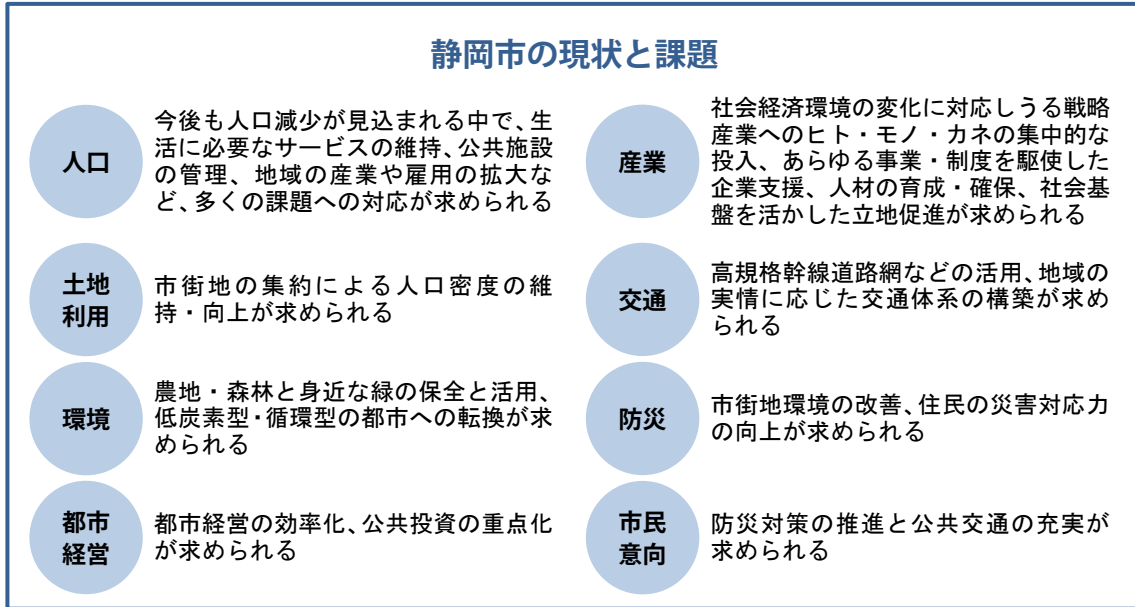 静岡市の現状と課題
人口
今後も人口減少が見込まれる中で、生
活に必要なサービスの維持、公共施設
の管理、地域の産業や雇用の拡大な
ど、多くの課題への対応が求められる
産業
社会経済環境の変化に対応しうる戦略
産業へのヒト・モノ・カネの集中的な
投入、あらゆる事業・制度を駆使した
企業支援、人材の育成・確保、社会基
盤を活かした立地促進が求められる
土地
利用
市街地の集約による人口密度の維
持・向上が求められる
交通
高規格幹線道路網などの活用、地域の
実情に応じた交通体系の構築が求め
られる
環境
農地・森林と身近な緑の保全と活用、
低炭素型・循環型の都市への転換が求
められる
防災
市街地環境の改善、住民の災害対応力
の向上が求められる
都市
経営
都市経営の効率化、公共投資の重点化
が求められる
市民
意向
防災対策の推進と公共交通の充実が
求められる